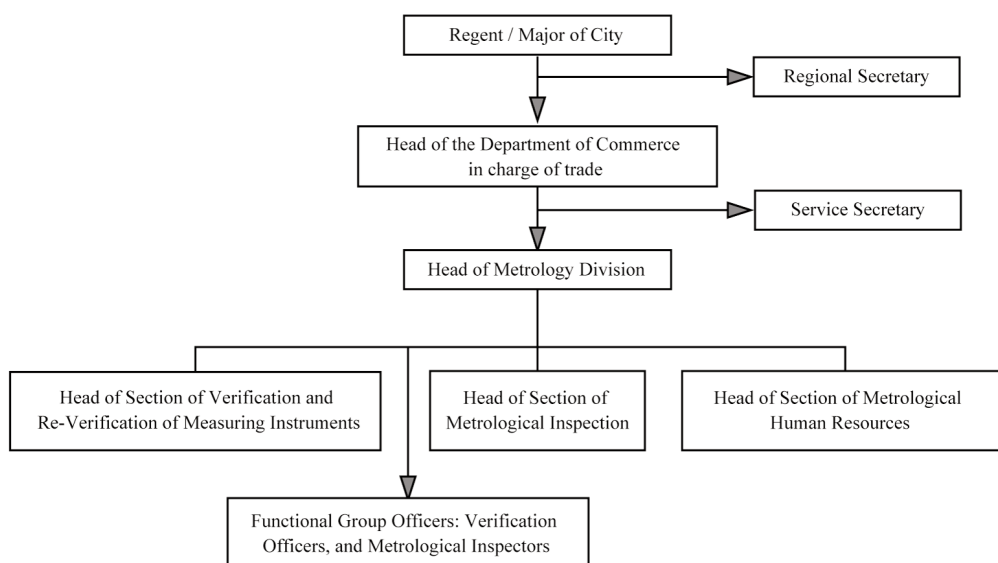 Regent / Major of City
Regional Secretary
Head of the Department of Commerce
in charge of trade
Service Secretary
Head of Metrology Division
Head of Section of Verification and
Re-Verification of Measuring Instruments
Head of Section of
Metrological Inspection
Head of Section of Metrological
Human Resources
Functional Group Officers: Verification
Officers, and Metrological Inspectors